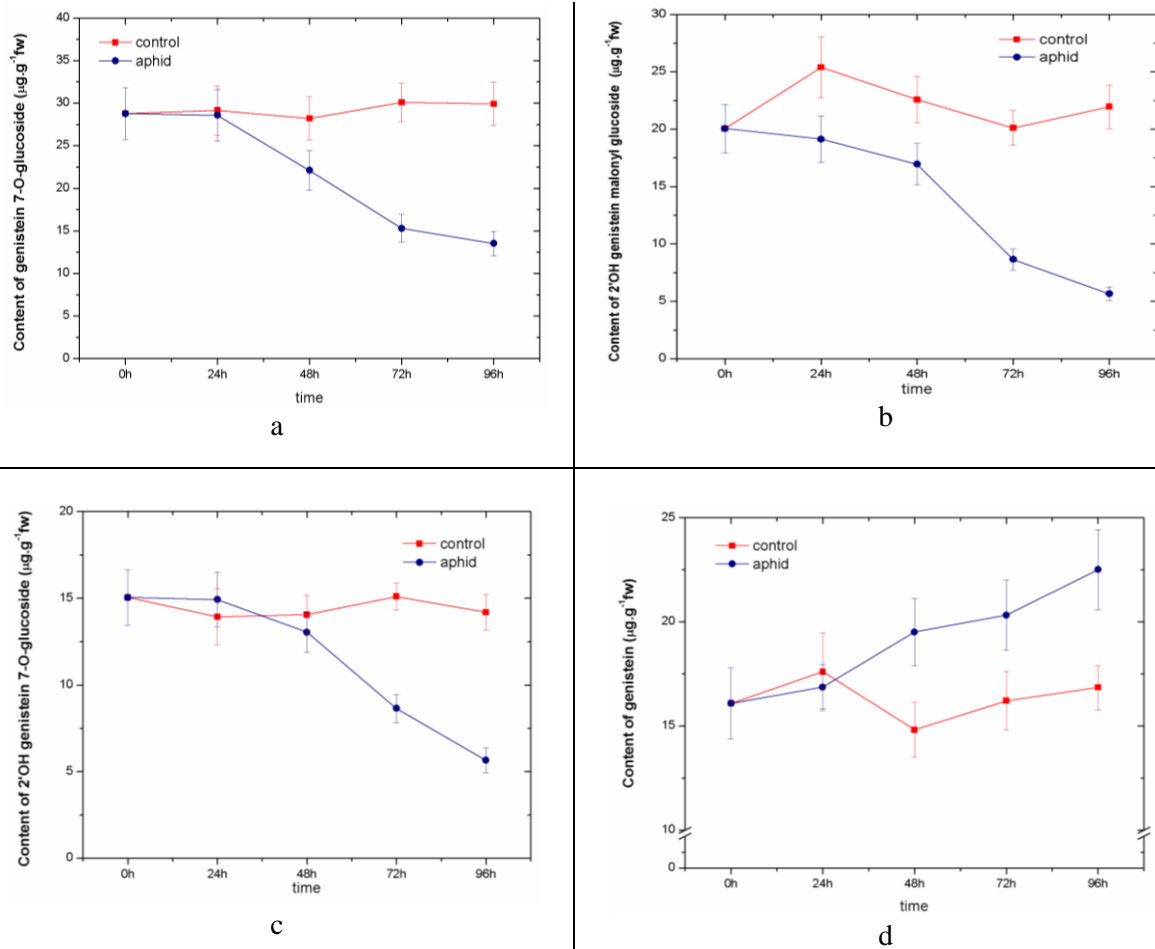 Content of genistein 7-O-glucoside (μg.g⁻¹fw)
40
35
30
25
20
15
10
5
0
control
aphid
0h 24h 48h 72h 96h
time
a
Content of 2'OH genistein malonyl glucoside (μg.g⁻¹fw)
30
25
20
15
10
5
0
control
aphid
0h 24h 48h 72h 96h
time
b
Content of 2'OH genistein 7-O-glucoside (μg.g⁻¹fw)
20
15
10
5
0
control
aphid
0h 24h 48h 72h 96h
time
c
Content of genistein (μg.g⁻¹fw)
25
20
15
10
0
control
aphid
0h 24h 48h 72h 96h
time
d